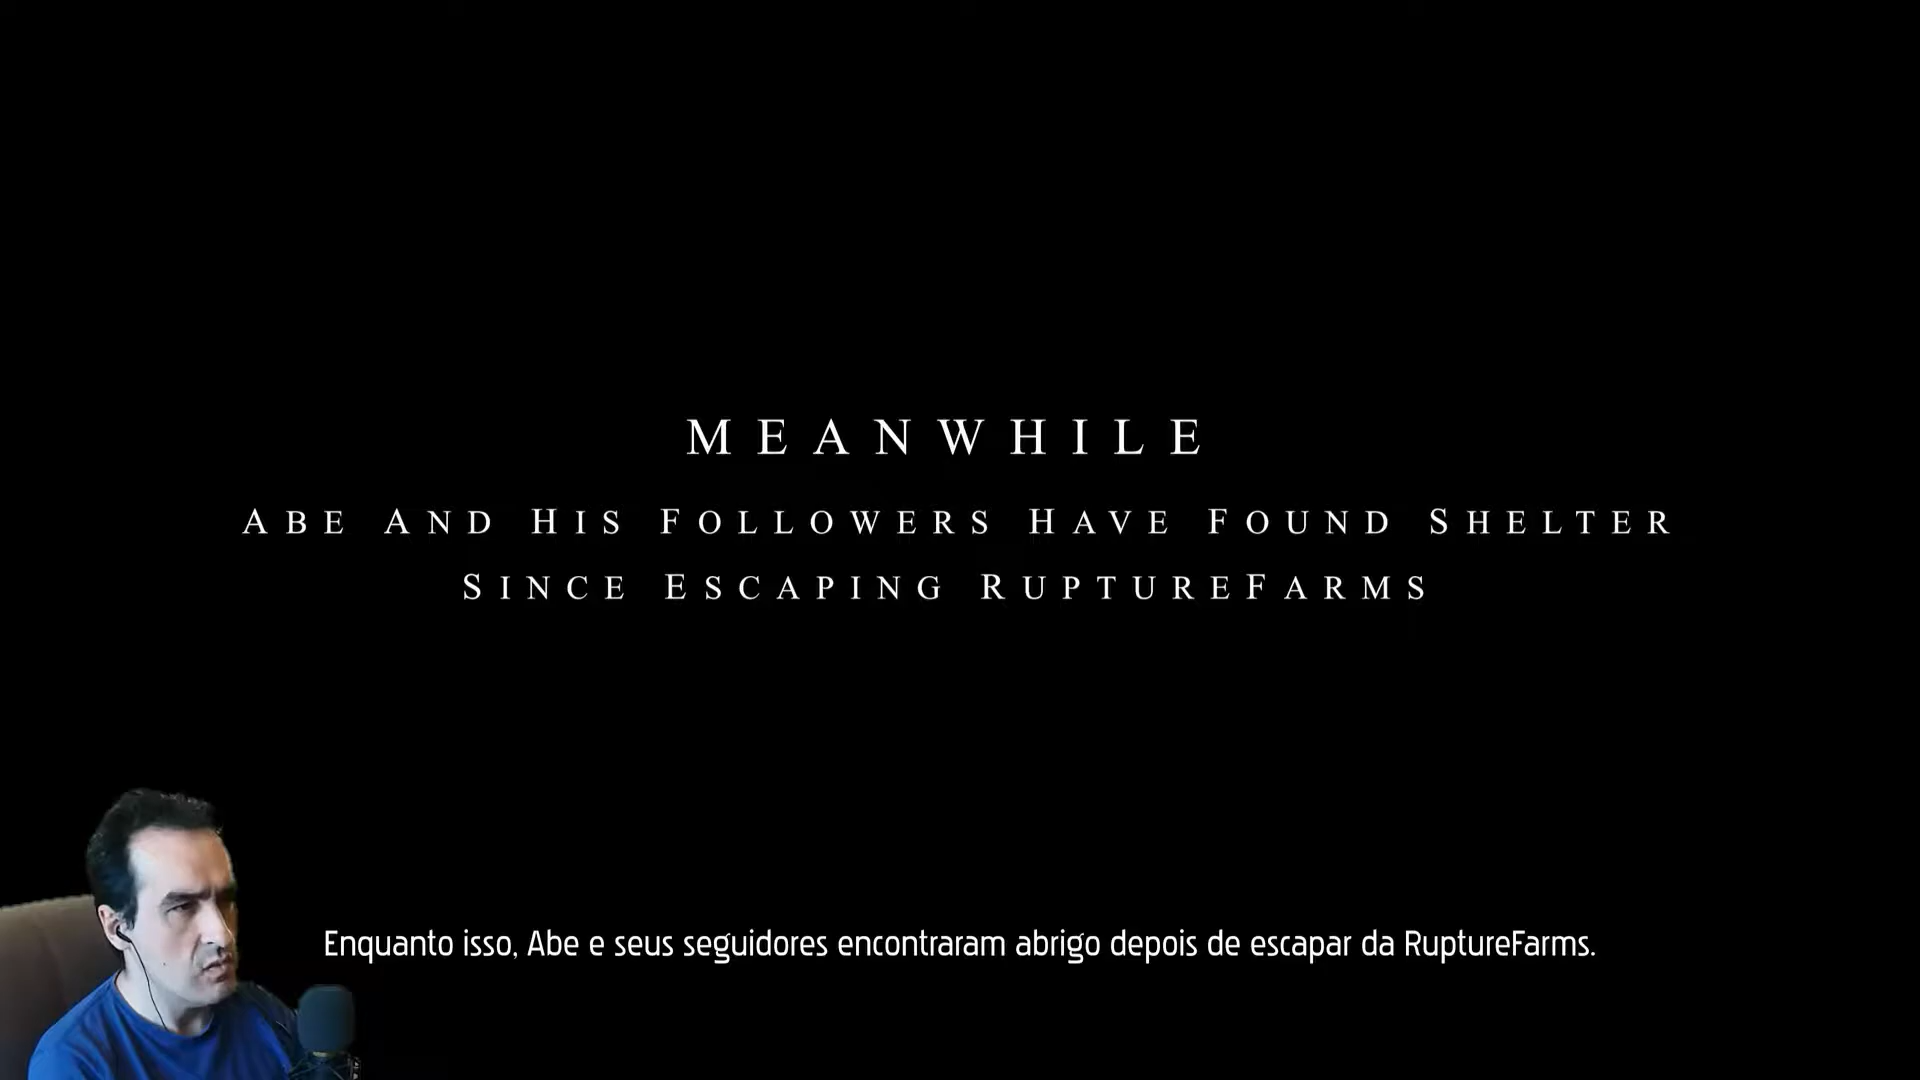 MEANWHILE
ABE AND HIS FOLLOWERS HAVE FOUND SHELTER
SINCE ESCAPING RUPTUREFARMS
Enquanto isso, Abe e seus seguidores encontraram abrigo depois de escapar da RuptureFarms.